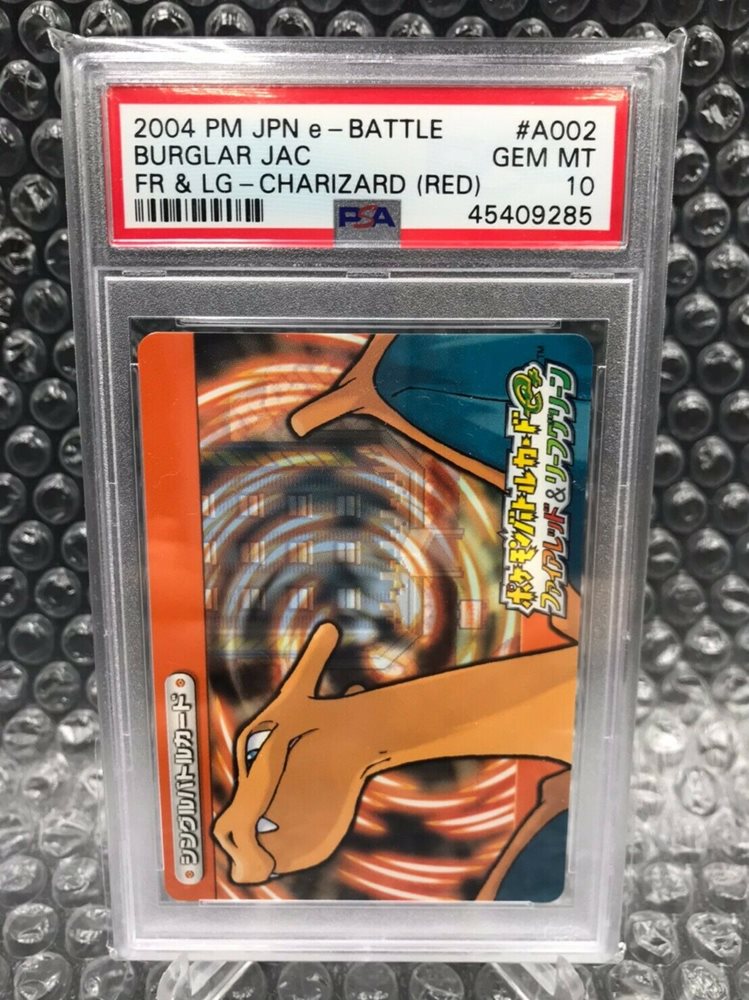 2004 PM JPN e-BATTLE #A002
BURGLAR JAC GEM MT
FR & LG-CHARIZARD (RED) 10
PSA 45409285
ポケモンバトルカードe+™
ファイアレッド&リーフグリーン
シングルバトルカード